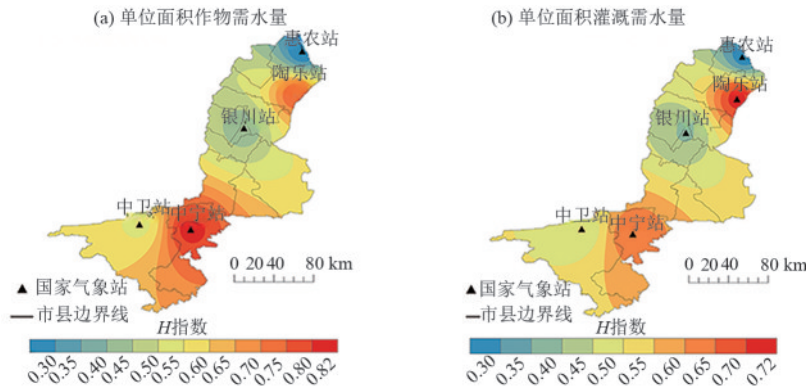 (a) 单位面积作物需水量
惠农站
陶乐站
银川站
中卫站
中宁站
0 20 40 80 km
▲ 国家气象站
— 市县边界线
H指数
0.30 0.35 0.40 0.45 0.50 0.55 0.60 0.65 0.70 0.75 0.80 0.82
(b) 单位面积灌溉需水量
惠农站
陶乐站
银川站
中卫站
中宁站
0 20 40 80 km
▲ 国家气象站
— 市县边界线
H指数
0.30 0.35 0.40 0.45 0.50 0.55 0.60 0.65 0.70 0.72